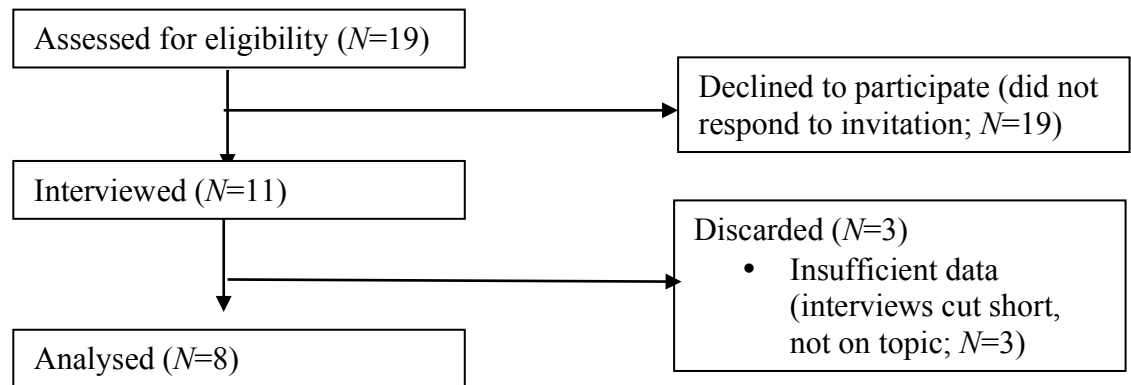 Assessed for eligibility (N=19)
Declined to participate (did not
respond to invitation; N=19)
Interviewed (N=11)
Discarded (N=3)
• Insufficient data
(interviews cut short,
not on topic; N=3)
Analysed (N=8)